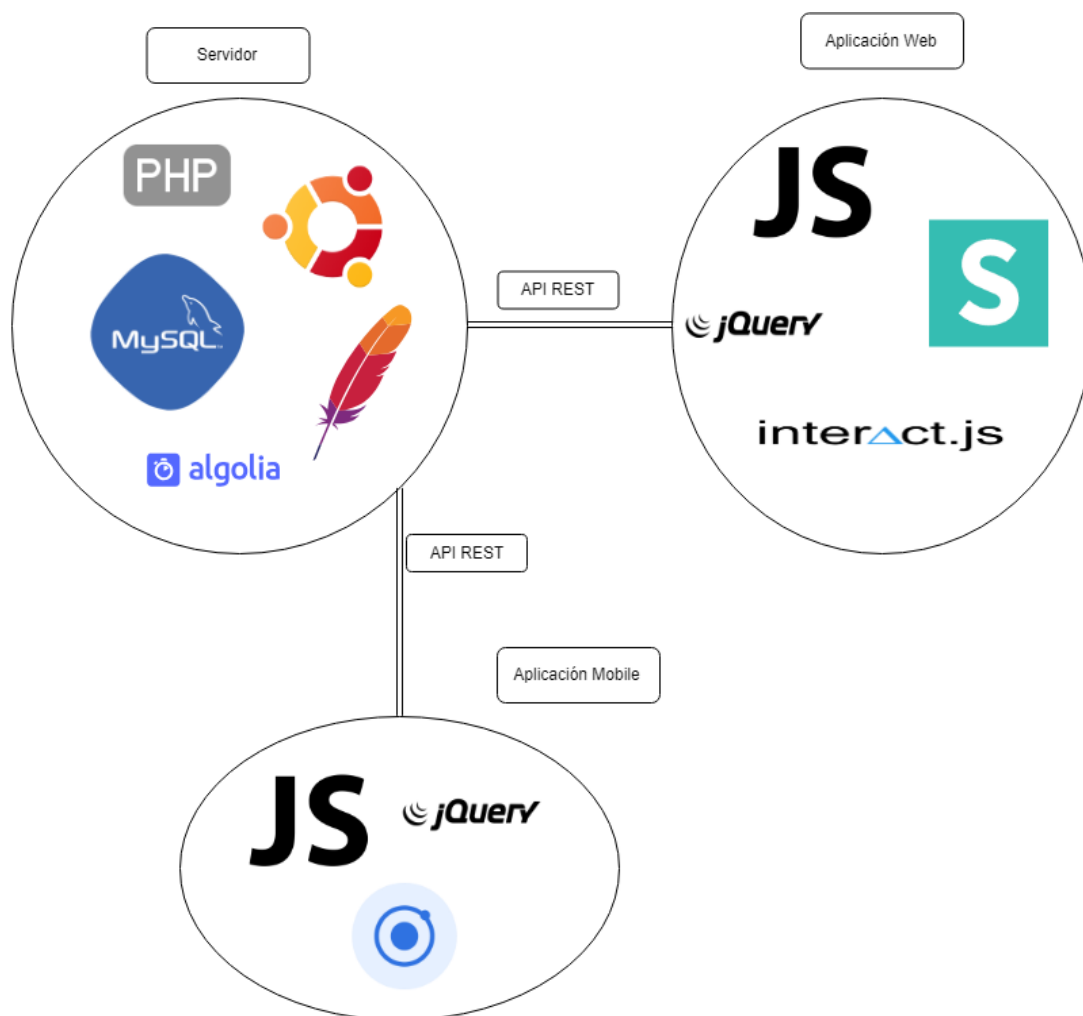 Servidor
Aplicación Web
PHP
MySQL
algolia
API REST
JS
S
jQuery
interact.js
API REST
Aplicación Mobile
JS
jQuery